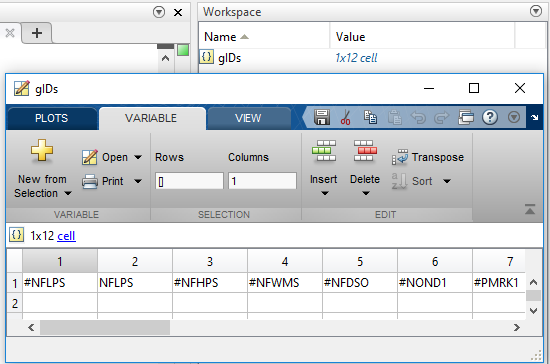 Workspace
Name Value
gIDs 1x12 cell
gIDs
PLOTS VARIABLE VIEW
New from Selection
Open
Print
Rows Columns
[] 1
Insert Delete
Transpose
Sort
VARIABLE SELECTION EDIT
1x12 cell
1 2 3 4 5 6 7
1 #NFLPS NFLPS #NFHPS #NFWMS #NFDSO #NOND1 #PMRK1
2